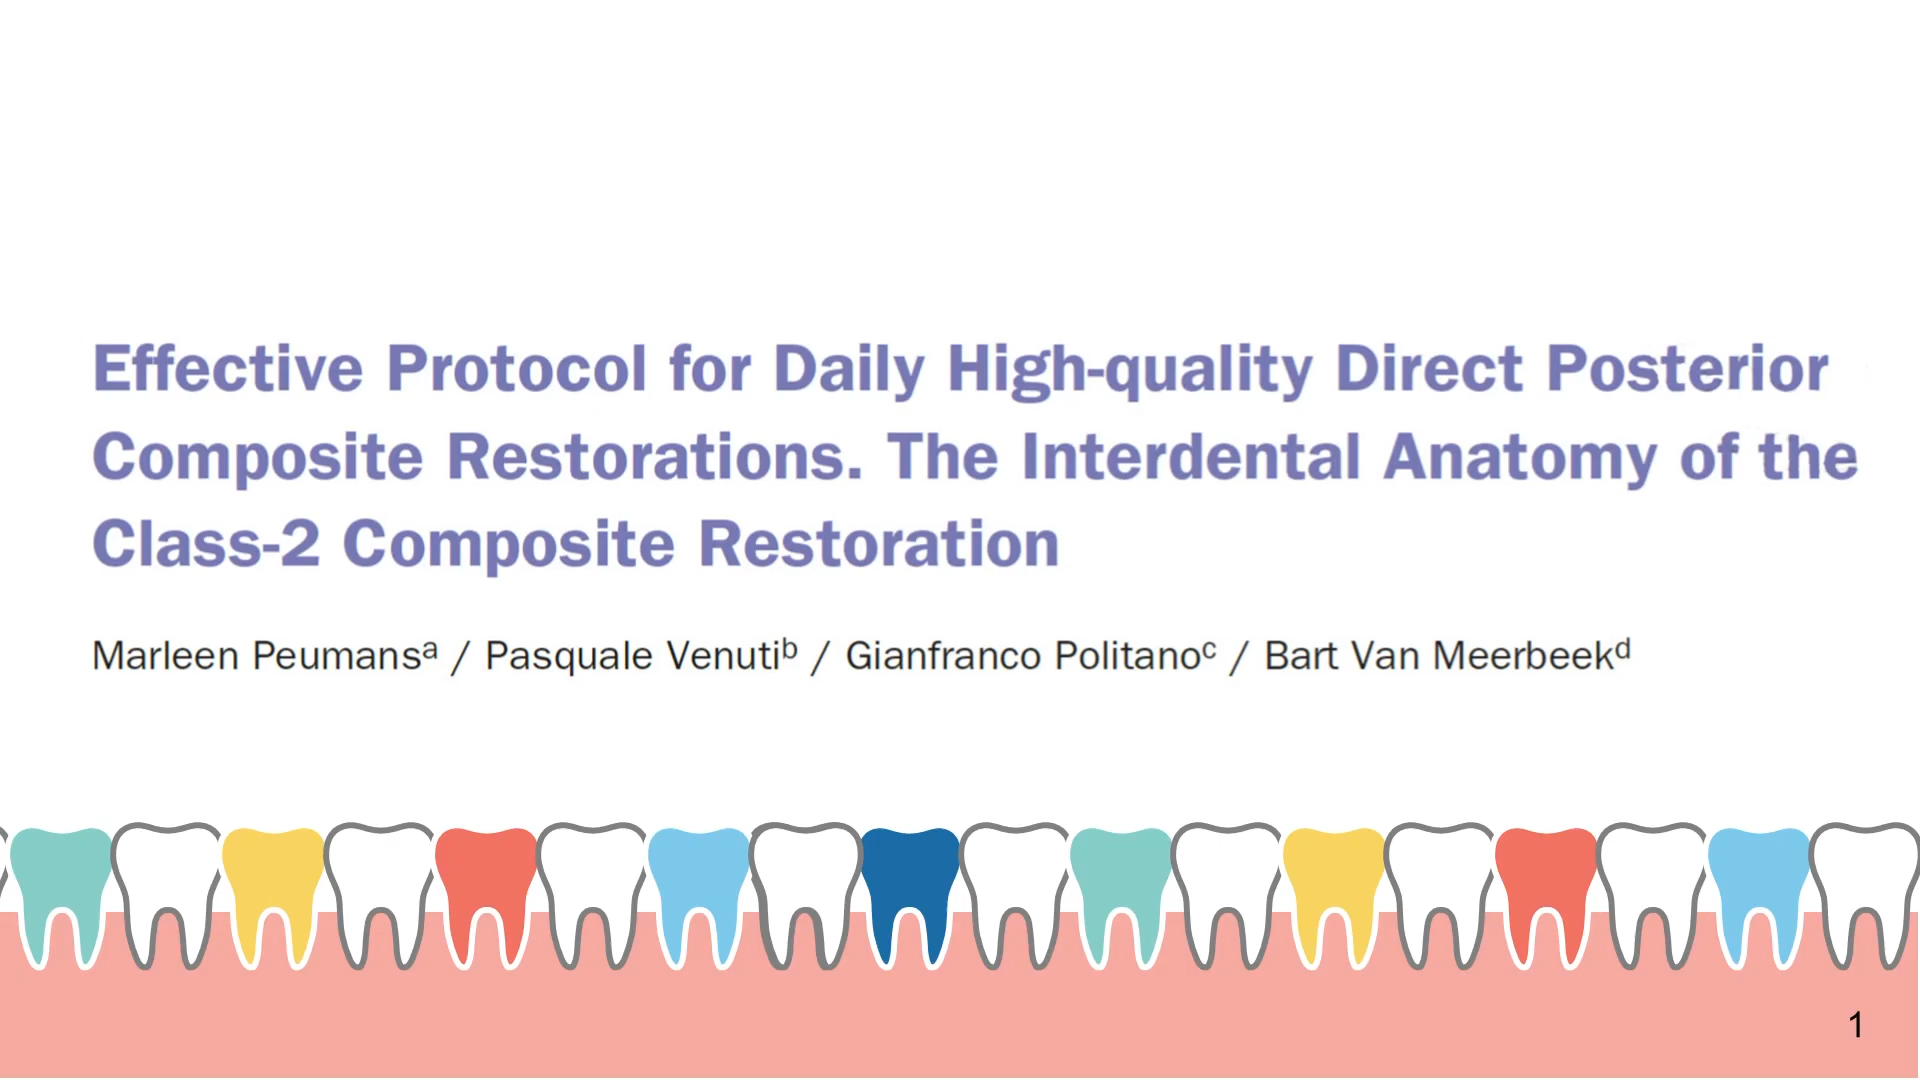 Effective Protocol for Daily High-quality Direct Posterior
Composite Restorations. The Interdental Anatomy of the
Class-2 Composite Restoration
Marleen Peumansᵃ / Pasquale Venutiᵇ / Gianfranco Politanoᶜ / Bart Van Meerbeekᵈ
1